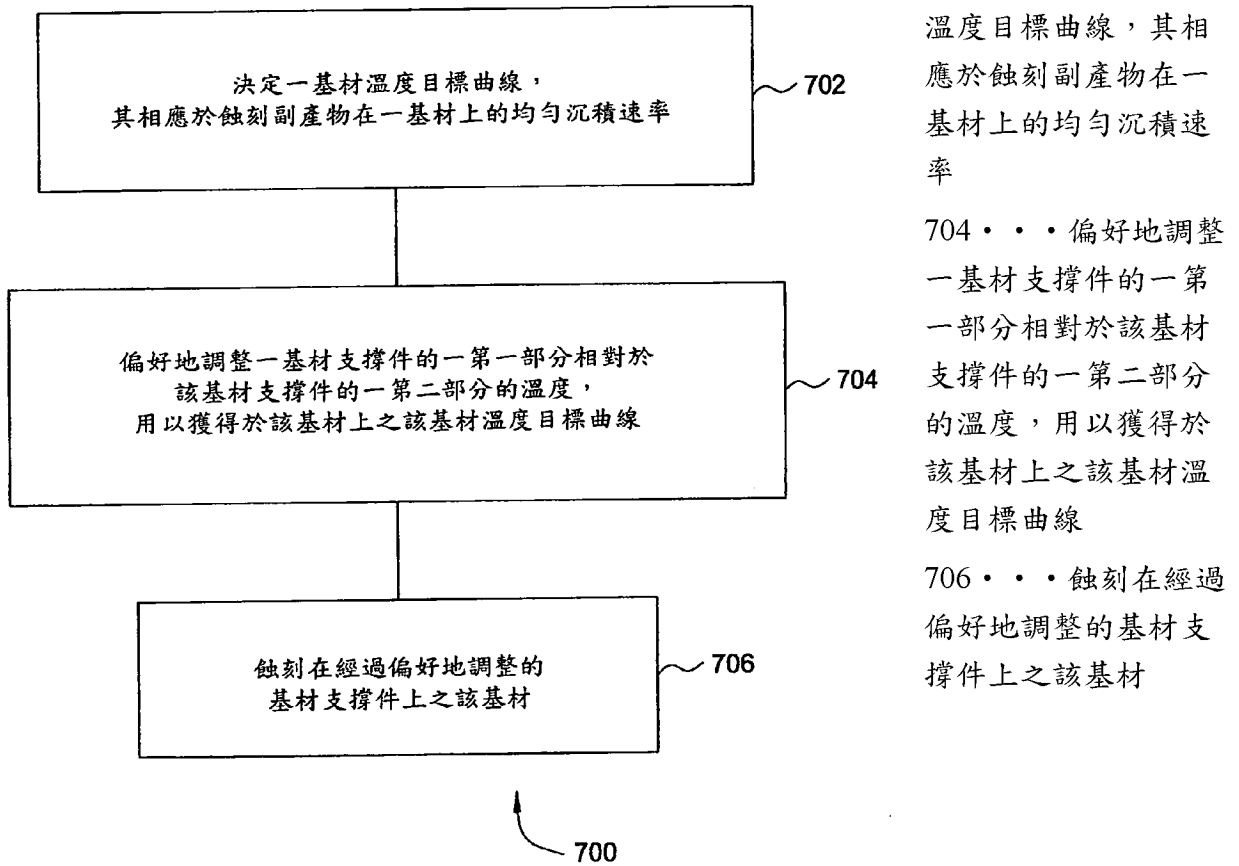 決定一基材溫度目標曲線，
其相應於蝕刻副產物在一基材上的均勻沉積速率
702
偏好地調整一基材支撐件的一第一部分相對於
該基材支撐件的一第二部分的溫度，
用以獲得於該基材上之該基材溫度目標曲線
704
蝕刻在經過偏好地調整的
基材支撐件上之該基材
706
700
溫度目標曲線，其相
應於蝕刻副產物在一
基材上的均勻沉積速
率
704・・・偏好地調整
一基材支撐件的一第
一部分相對於該基材
支撐件的一第二部分
的溫度，用以獲得於
該基材上之該基材溫
度目標曲線
706・・・蝕刻在經過
偏好地調整的基材支
撐件上之該基材